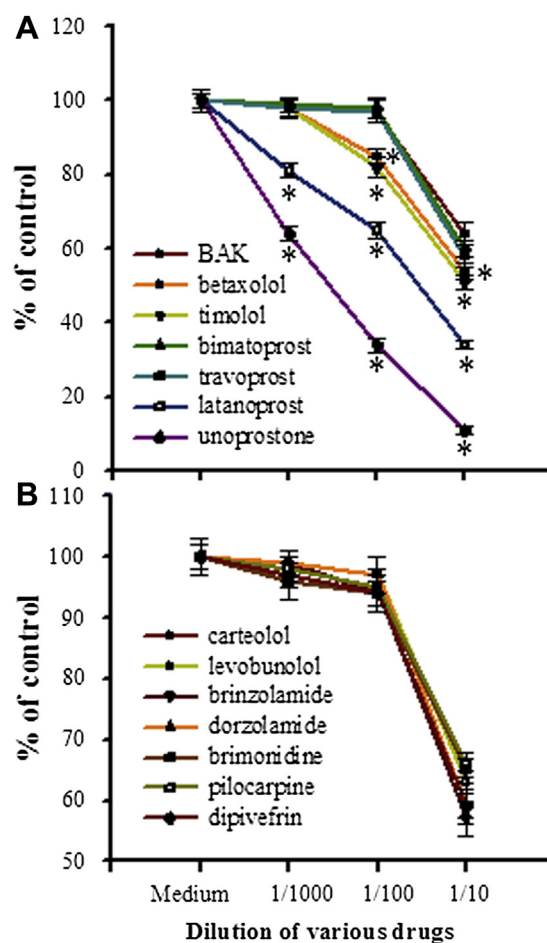 A
120
100
80
60
40
20
0
% of control
BAK
betaxolol
timolol
bimatoprost
travoprost
latanoprost
unoprostone
*
*
*
*
*
*
*
*
*
B
110
100
90
80
70
60
50
% of control
carteolol
levobunolol
brinzolamide
dorzolamide
brimonidine
pilocarpine
dipivefrin
Medium 1/1000 1/100 1/10
Dilution of various drugs